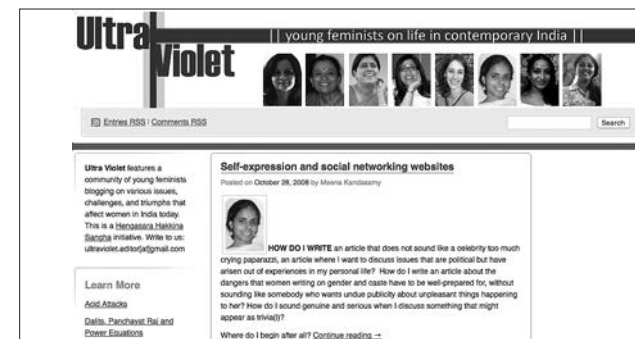 Ultra
Violet
|| young feminists on life in contemporary India ||
Entries RSS | Comments RSS
Search
Ultra Violet features a
community of young feminists
blogging on various issues,
challenges, and triumphs that
affect women in India today.
This is a Hengasara Hakkina
Sangha initiative. Write to us:
ultraviolet.editor[at]gmail.com
Learn More
Acid Attacks
Dalits, Panchayat Raj and
Power Equations
Self-expression and social networking websites
Posted on October 28, 2008 by Meena Kandasamy
HOW DO I WRITE an article that does not sound like a celebrity too much
crying paparazzi, an article where I want to discuss issues that are political but have
arisen out of experiences in my personal life? How do I write an article about the
dangers that women writing on gender and caste have to be well-prepared for, without
sounding like somebody who wants undue publicity about unpleasant things happening
to her? How do I sound genuine and serious when I discuss something that might
appear as trivia(l)?
Where do I begin after all? Continue reading →